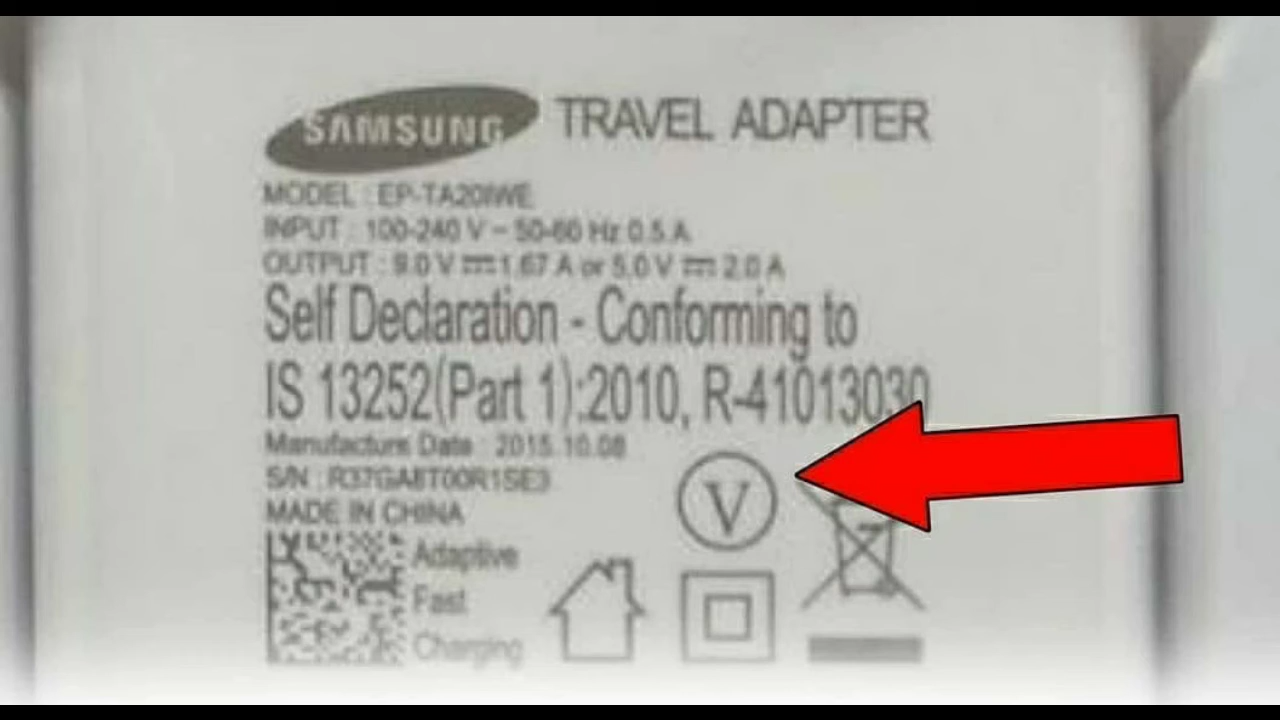 SAMSUNG TRAVEL ADAPTER
MODEL : EP-TA20IWE
INPUT : 100-240 V ~ 50-60 Hz 0.5 A
OUTPUT : 9.0 V ⎓ 1.67 A or 5.0 V ⎓ 2.0 A
Self Declaration - Conforming to
IS 13252(Part 1):2010, R-41013030
Manufacture Date : 2015.10.08
S/N : R37GA8T00R1SE3
MADE IN CHINA
V
Adaptive
Fast
Charging